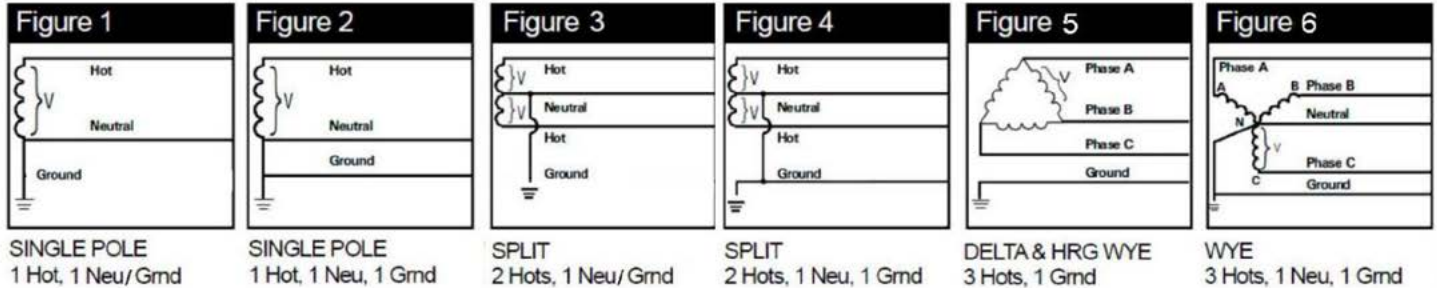 Figure 1
Hot
V
Neutral
Ground
SINGLE POLE
1 Hot, 1 Neu/Grnd
Figure 2
Hot
V
Neutral
Ground
SINGLE POLE
1 Hot, 1 Neu, 1 Grnd
Figure 3
V
Hot
V
Neutral
Hot
Ground
SPLIT
2 Hots, 1 Neu/Grnd
Figure 4
V
Hot
V
Neutral
Hot
Ground
SPLIT
2 Hots, 1 Neu, 1 Grnd
Figure 5
V
Phase A
Phase B
Phase C
Ground
DELTA & HRG WYE
3 Hots, 1 Grnd
Figure 6
Phase A
A
B Phase B
N
Neutral
V
Phase C
C
Ground
WYE
3 Hots, 1 Neu, 1 Grnd